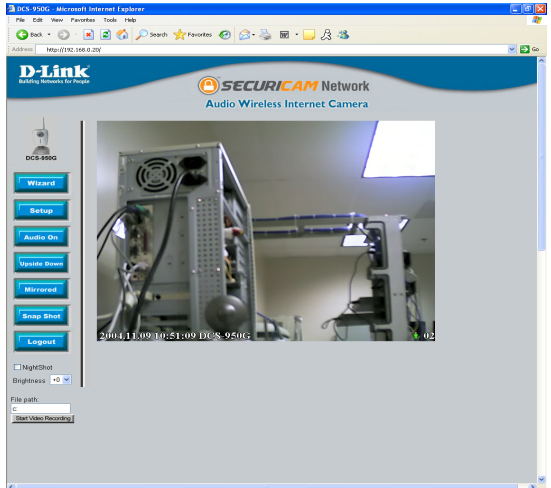 DCS-950G - Microsoft Internet Explorer
File Edit View Favorites Tools Help
Back Search Favorites
Address http://192.168.0.20/ Go
D-Link
Building Networks for People
SECURICAM Network
Audio Wireless Internet Camera
DCS-950G
Wizard
Setup
Audio On
Upside Down
Mirrored
Snap Shot
Logout
2004,11,09 10:51:09 DCS-950G 02
NightShot
Brightness +0
File path:
c:
Start Video Recording